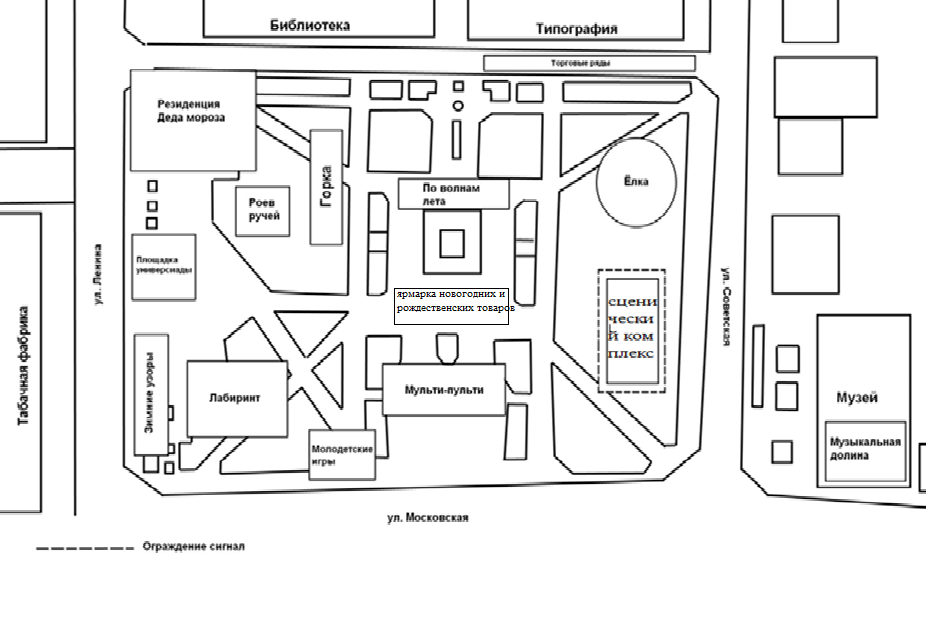 Библиотека
Типография
Торговые ряды
Резиденция
Деда мороза
Горка
Роев
ручей
По волнам
лета
Ёлка
Площадка
универсиады
ул. Ленина
ярмарка новогодних и
рождественских товаров
сцени
чески
й ком
плекс
ул. Советская
Табачная фабрика
Зимние узоры
Лабиринт
Мульти-пульти
Молодетские
игры
Музей
Музыкальная
долина
ул. Московская
Ограждение сигнал